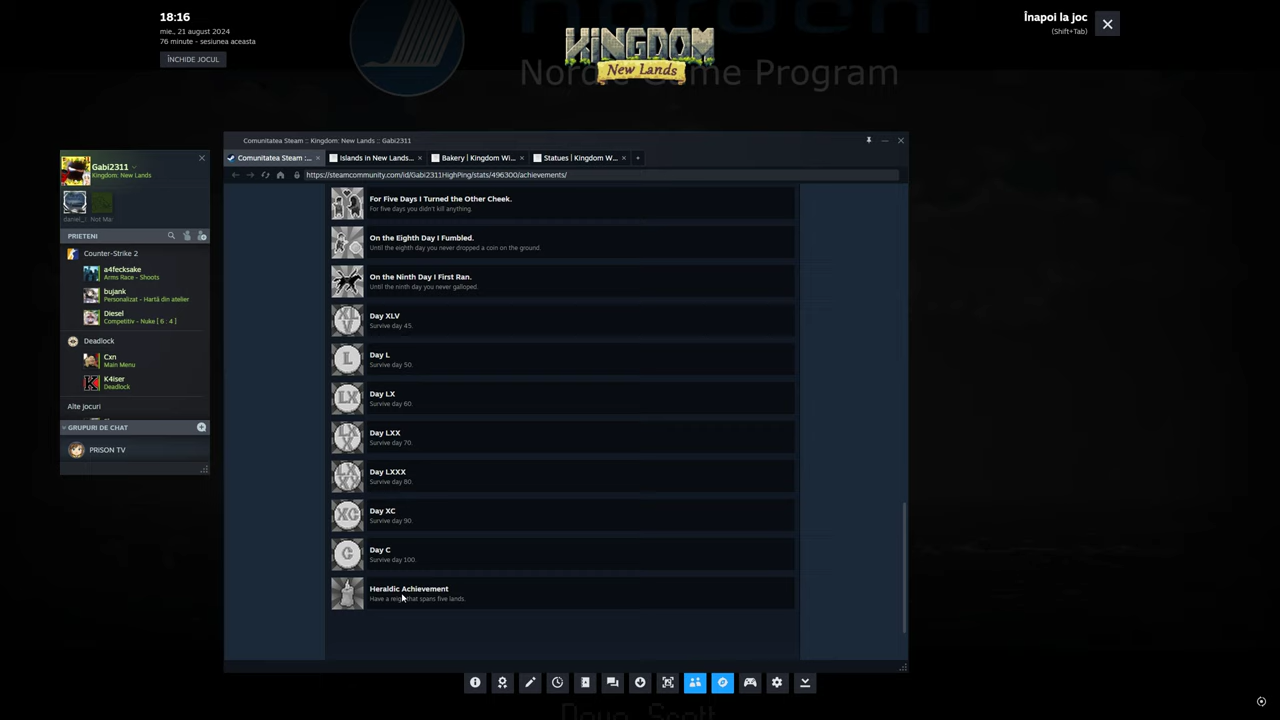 18:16
mie., 21 august 2024
76 minute - sesiunea aceasta
ÎNCHIDE JOCUL
KINGDOM
New Lands
Nordic Game Program
Înapoi la joc
(Shift+Tab)
Comunitatea Steam :: Kingdom: New Lands :: Gabi2311
Comunitatea Steam :...
Islands in New Lands...
Bakery | Kingdom Wi...
Statues | Kingdom W...
https://steamcommunity.com/id/Gabi2311HighPing/stats/496300/achievements/
Gabi2311
Kingdom: New Lands
PRIETENI
Counter-Strike 2
a4fecksake
Arms Race - Shoots
bujank
Personalizat - Hartă din atelier
Diesel
Competitiv - Nuke [ 6 : 4 ]
Deadlock
Cxn
Main Menu
K4iser
Deadlock
Alte jocuri
GRUPURI DE CHAT
PRISON TV
For Five Days I Turned the Other Cheek.
For five days you didn't kill anything.
On the Eighth Day I Fumbled.
Until the eighth day you never dropped a coin on the ground.
On the Ninth Day I First Ran.
Until the ninth day you never galloped.
Day XLV
Survive day 45.
Day L
Survive day 50.
Day LX
Survive day 60.
Day LXX
Survive day 70.
Day LXXX
Survive day 80.
Day XC
Survive day 90.
Day C
Survive day 100.
Heraldic Achievement
Have a reign that spans five lands.